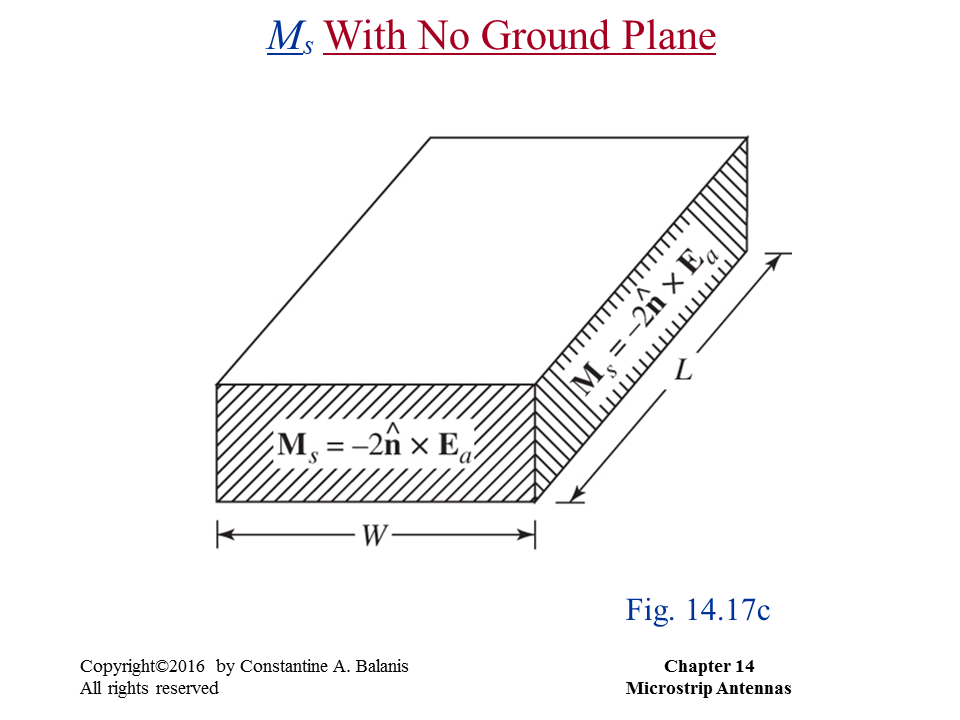 Ms With No Ground Plane
Mₛ = –2n̂ × Eₐ
L
Mₛ = –2n̂ × Eₐ
W
Fig. 14.17c
Copyright©2016 by Constantine A. Balanis
All rights reserved
Chapter 14
Microstrip Antennas